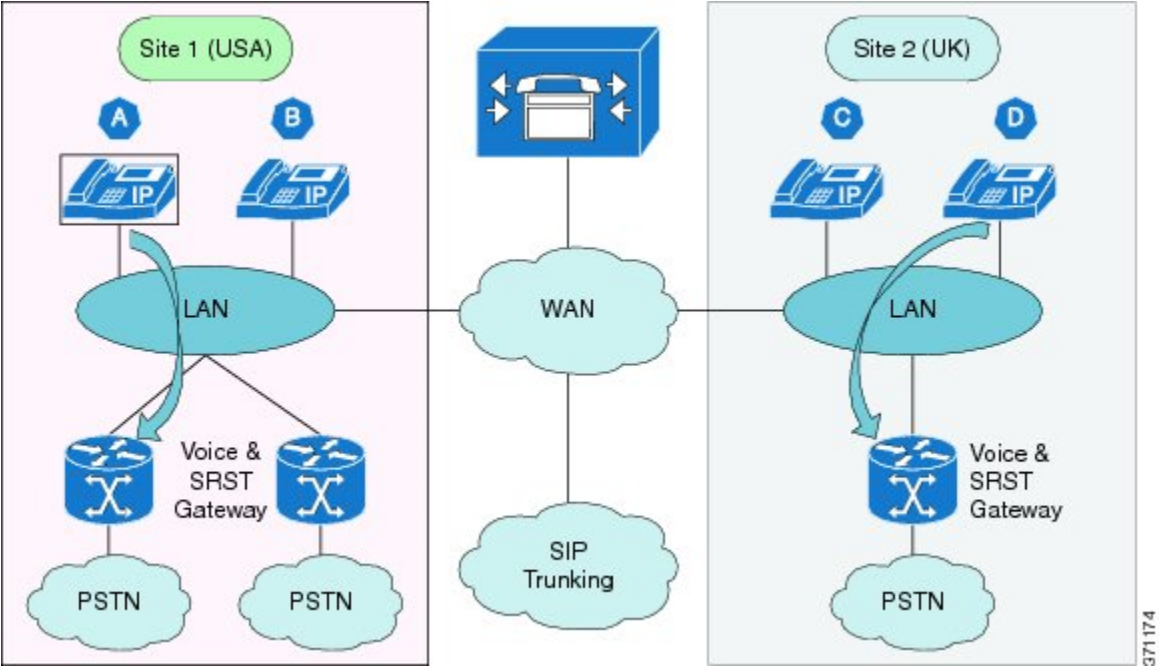 Site 1 (USA)
Site 2 (UK)
A
B
C
D
IP
IP
IP
IP
LAN
WAN
LAN
Voice &
SRST
Gateway
Voice &
SRST
Gateway
SIP
Trunking
PSTN
PSTN
PSTN
371174